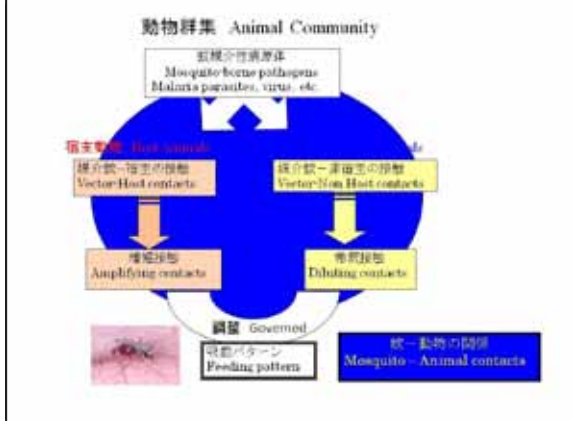 動物群集 Animal Community
蚊媒介性病原体
Mosquito-borne pathogens
Malaria parasites, virus, etc.
宿主動物 Host animals
媒介蚊－宿主の接触
Vector-Host contacts
媒介蚊－非宿主の接触
Vector-Non Host contacts
増幅接触
Amplifying contacts
希釈接触
Diluting contacts
調整 Governed
吸血パターン
Feeding pattern
蚊－動物の関係
Mosquito – Animal contacts